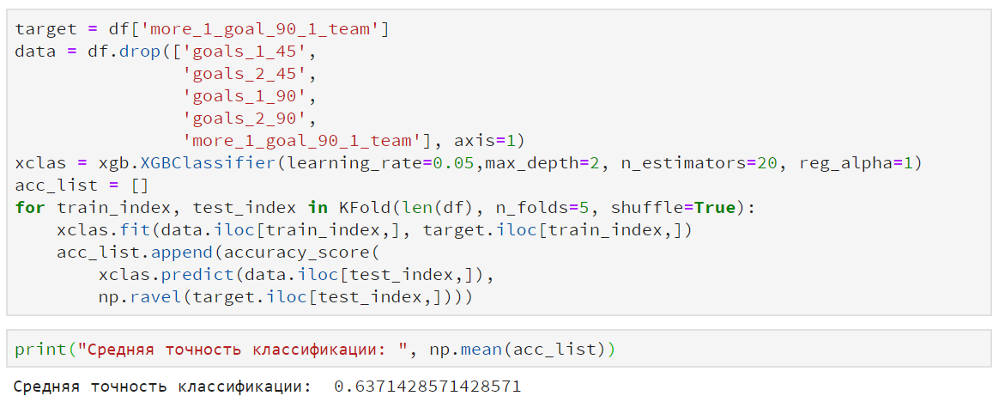 target = df['more_1_goal_90_1_team']
data = df.drop(['goals_1_45',
                'goals_2_45',
                'goals_1_90',
                'goals_2_90',
                'more_1_goal_90_1_team'], axis=1)
xclas = xgb.XGBClassifier(learning_rate=0.05,max_depth=2, n_estimators=20, reg_alpha=1)
acc_list = []
for train_index, test_index in KFold(len(df), n_folds=5, shuffle=True):
    xclas.fit(data.iloc[train_index,], target.iloc[train_index,])
    acc_list.append(accuracy_score(
        xclas.predict(data.iloc[test_index,]),
        np.ravel(target.iloc[test_index,])))
print("Средняя точность классификации: ", np.mean(acc_list))
Средняя точность классификации:  0.6371428571428571